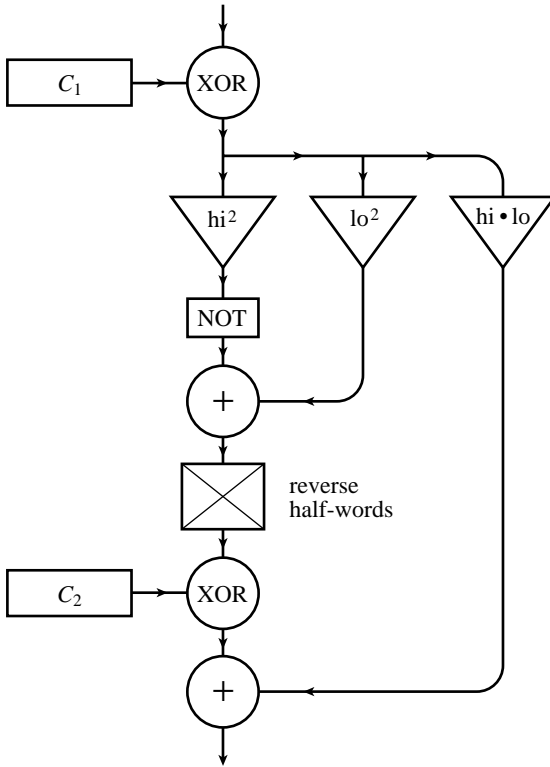 XOR
C₁
hi² lo² hi • lo
NOT
+
reverse
half-words
XOR
C₂
+